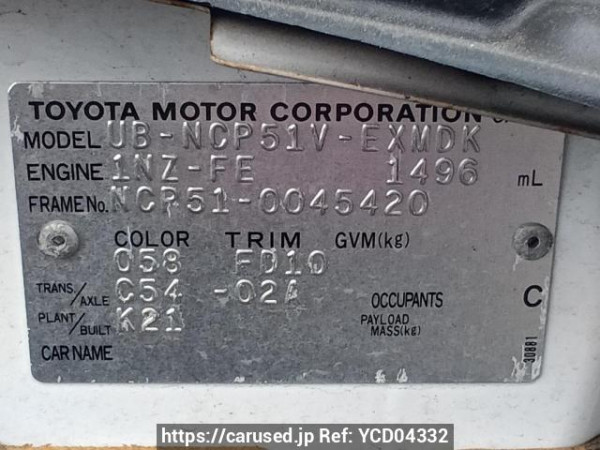 TOYOTA MOTOR CORPORATION
MODEL UB-NCP51V-EXMDK
ENGINE 1NZ-FE 1496 mL
FRAME No. NCP51-0045420
COLOR TRIM GVM(kg)
058 FD10
TRANS./AXLE C54 -02A OCCUPANTS C
PLANT/BUILT K21 PAYLOAD MASS(kg)
CAR NAME
30881
https://carused.jp Ref: YCD04332